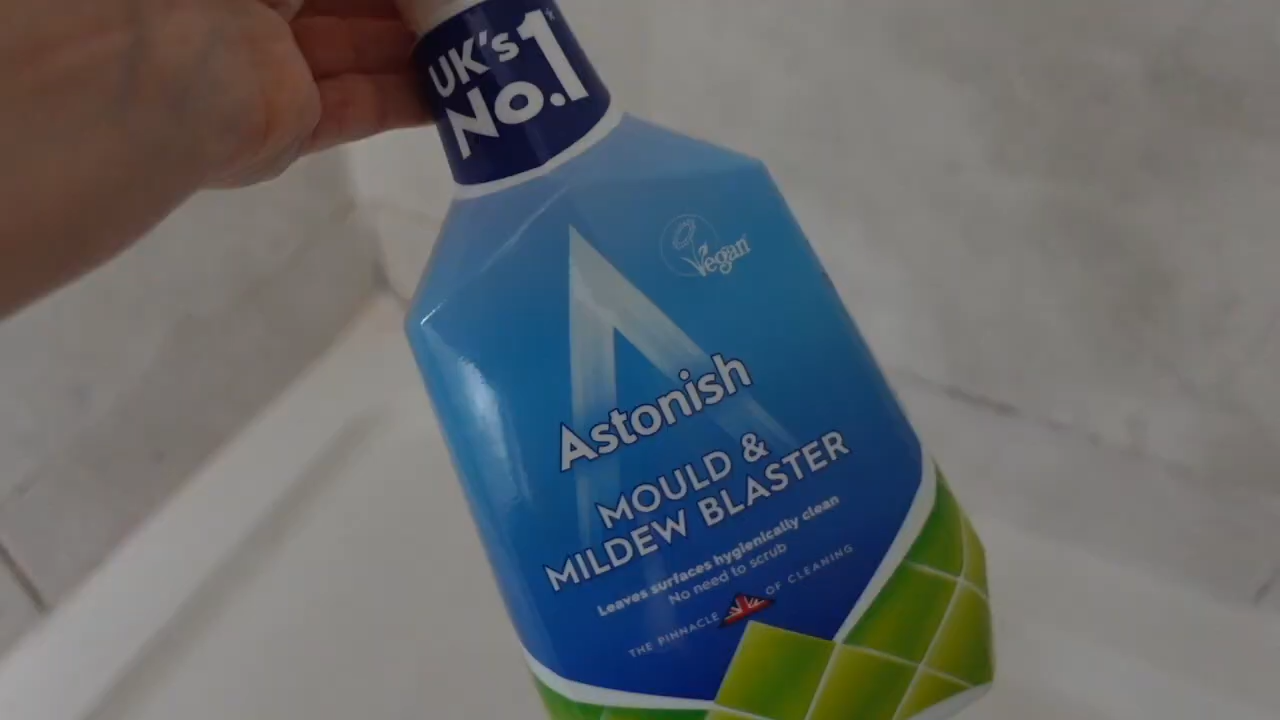 UK's
No.1*
Vegan
Astonish
MOULD &
MILDEW BLASTER
Leaves surfaces hygienically clean
No need to scrub
THE PINNACLE OF CLEANING